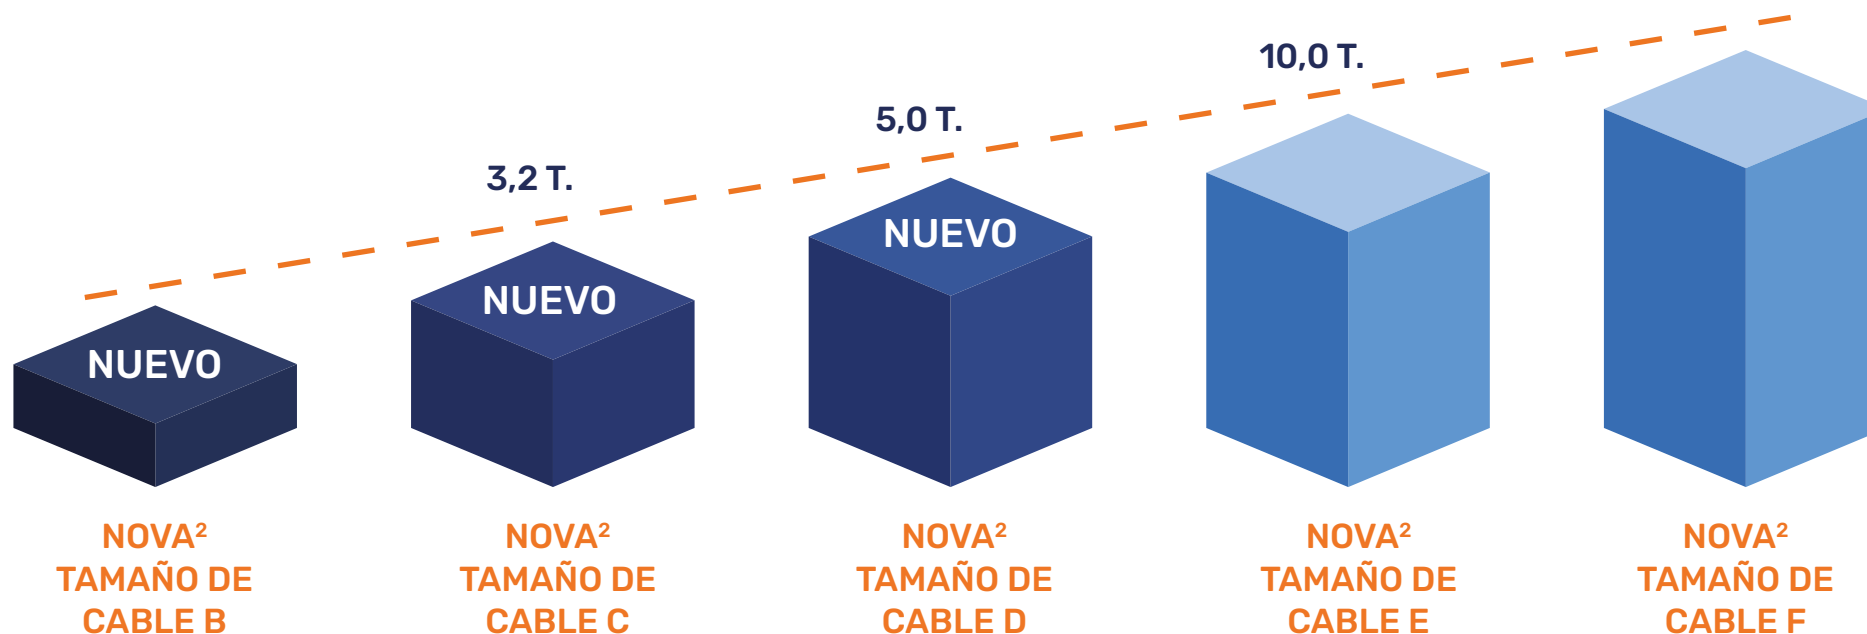 10,0 T.
5,0 T.
3,2 T.
NUEVO
NUEVO
NUEVO
NOVA²
TAMAÑO DE
CABLE B
NOVA²
TAMAÑO DE
CABLE C
NOVA²
TAMAÑO DE
CABLE D
NOVA²
TAMAÑO DE
CABLE E
NOVA²
TAMAÑO DE
CABLE F